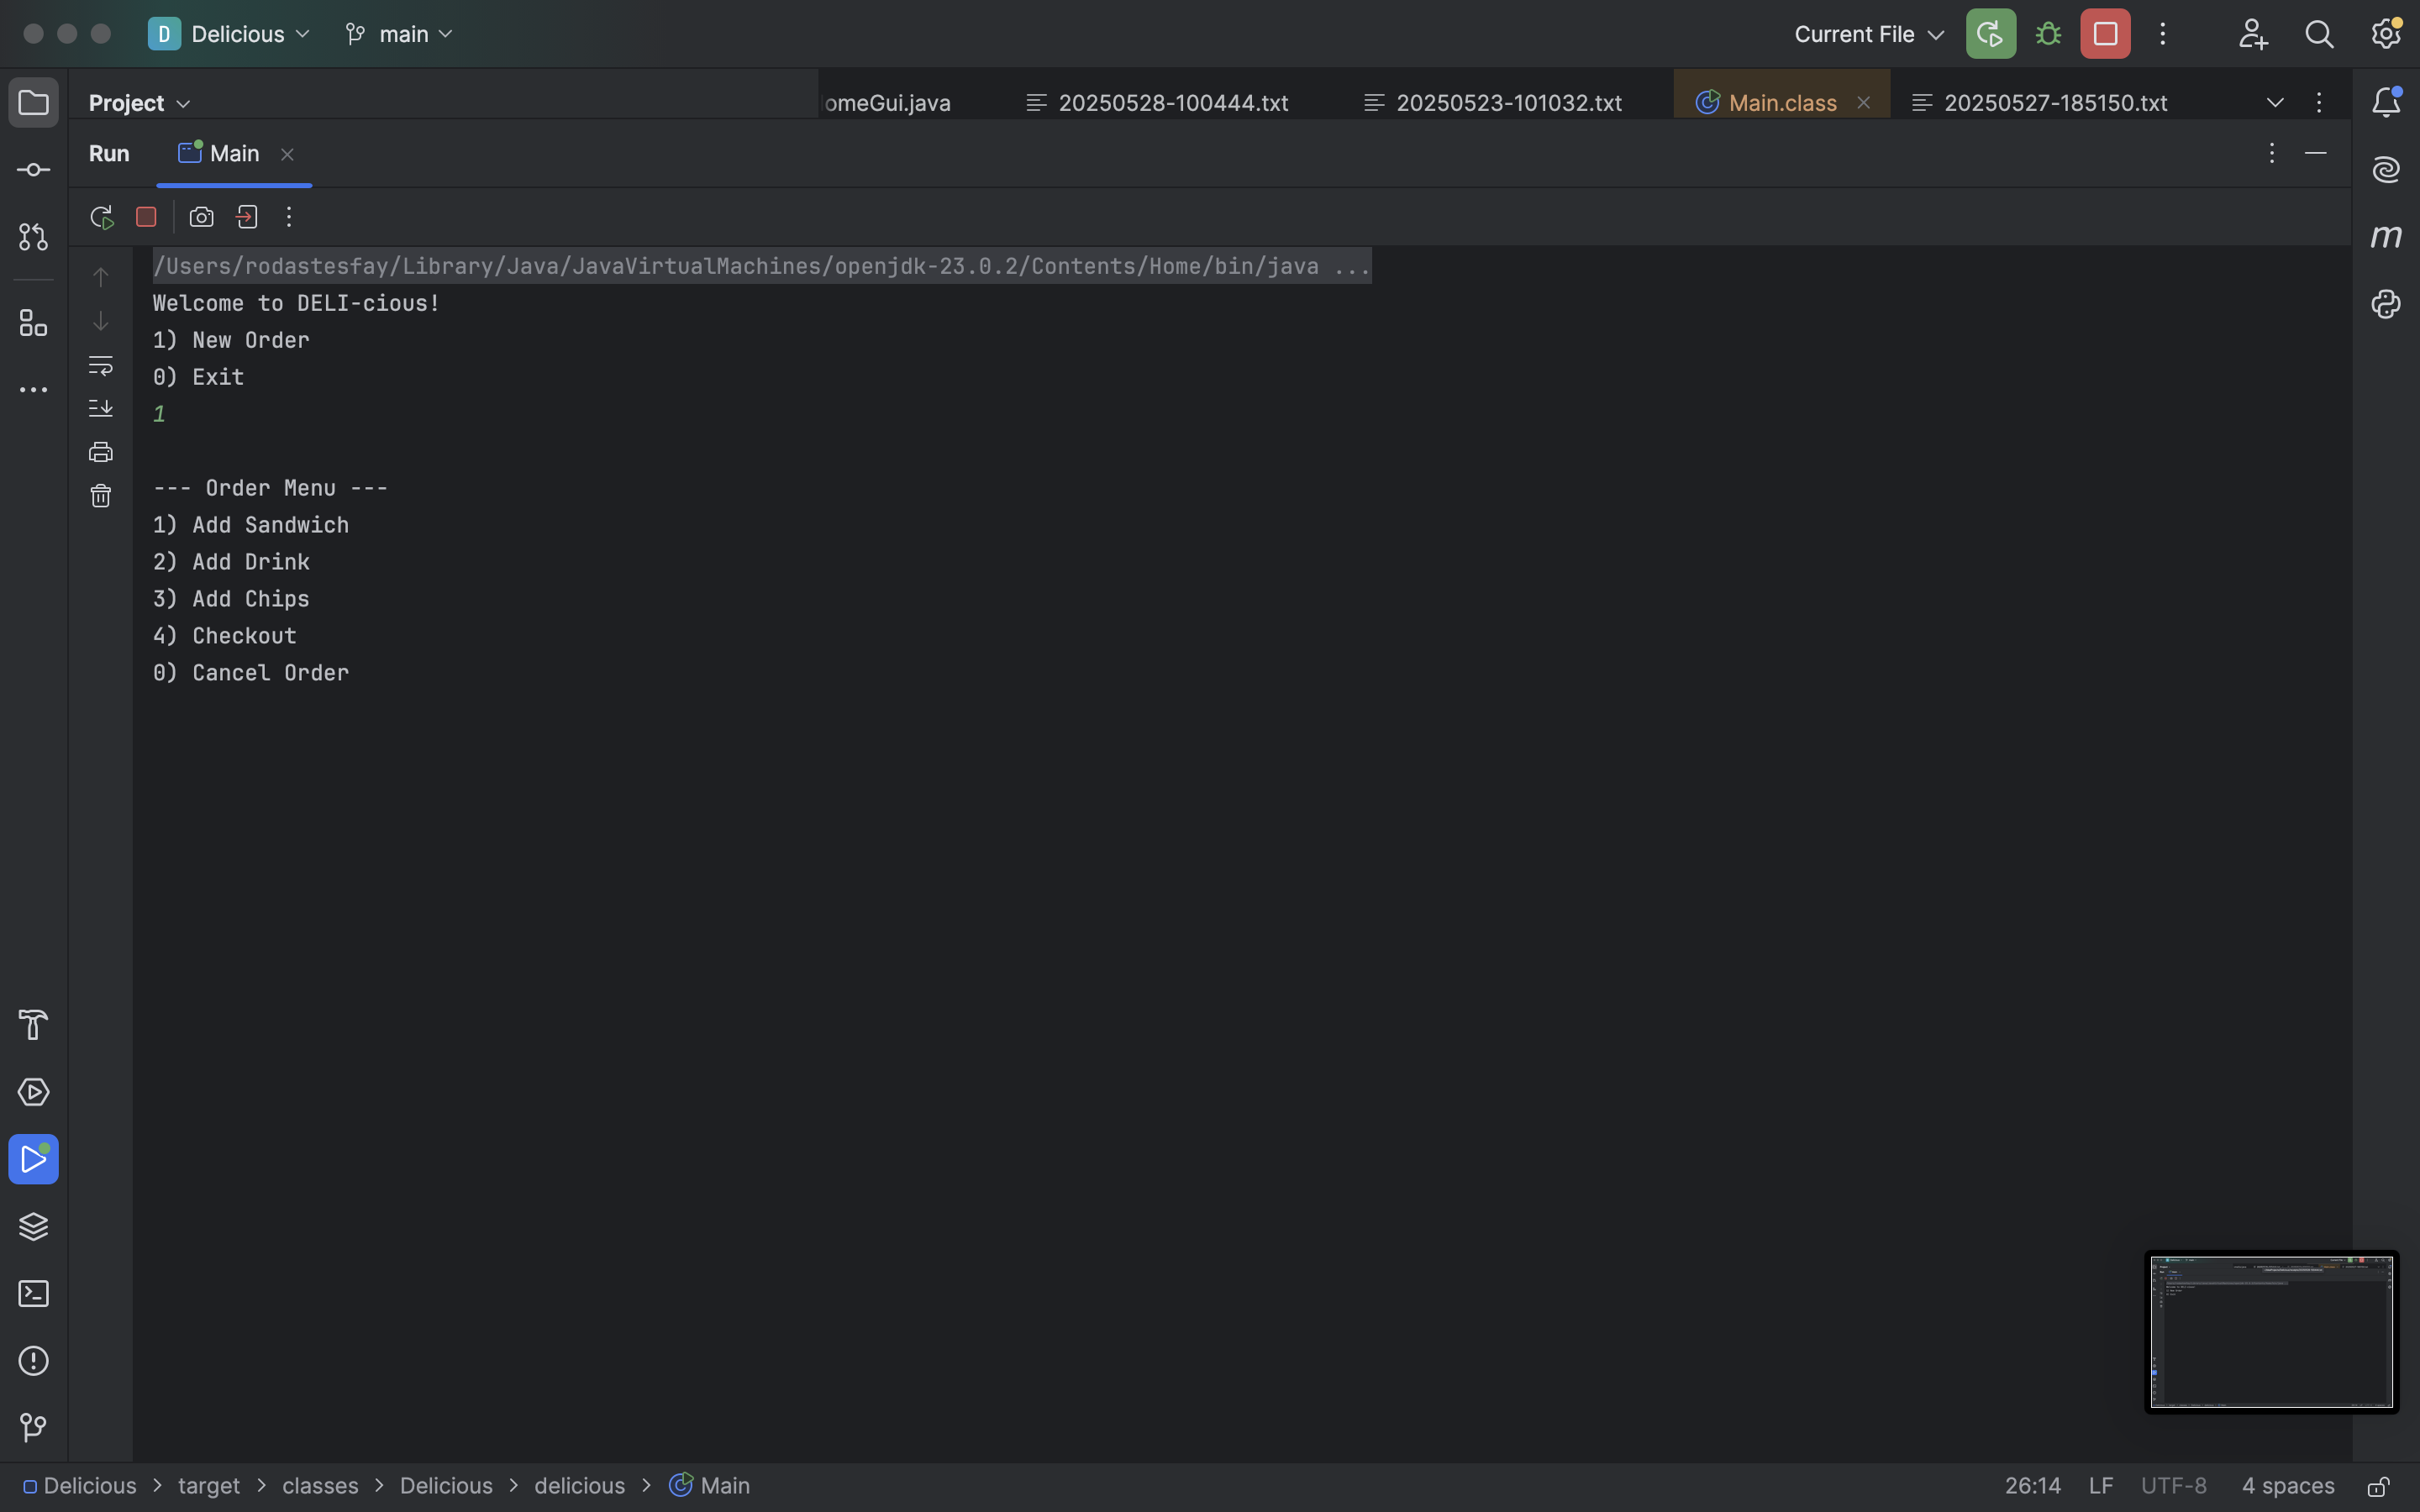 D Delicious main Current File
Project omeGui.java 20250528-100444.txt 20250523-101032.txt Main.class 20250527-185150.txt
Run Main
/Users/rodastesfay/Library/Java/JavaVirtualMachines/openjdk-23.0.2/Contents/Home/bin/java ...
Welcome to DELI-cious!
1) New Order
0) Exit
1
--- Order Menu ---
1) Add Sandwich
2) Add Drink
3) Add Chips
4) Checkout
0) Cancel Order
Delicious > target > classes > Delicious > delicious > Main 26:14 LF UTF-8 4 spaces